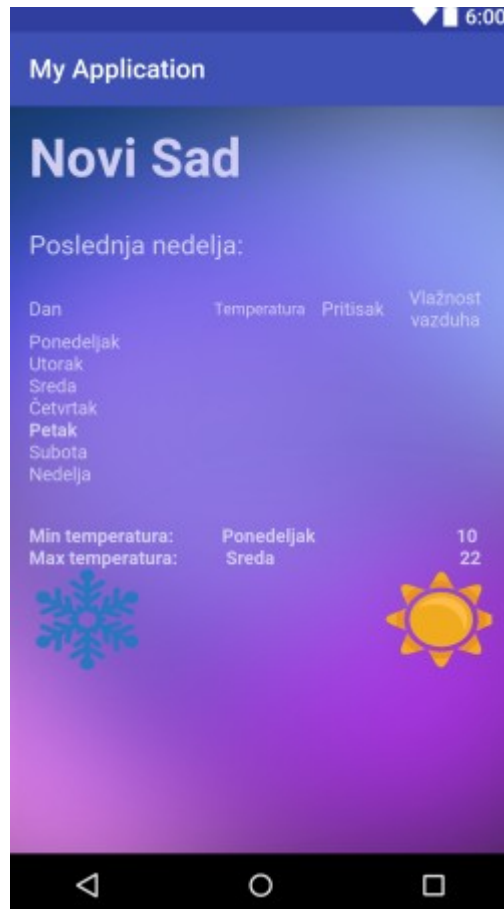 6:00
My Application
Novi Sad
Poslednja nedelja:
Dan Temperatura Pritisak Vlažnost vazduha
Ponedeljak
Utorak
Sreda
Četvrtak
Petak
Subota
Nedelja
Min temperatura: Ponedeljak 10
Max temperatura: Sreda 22